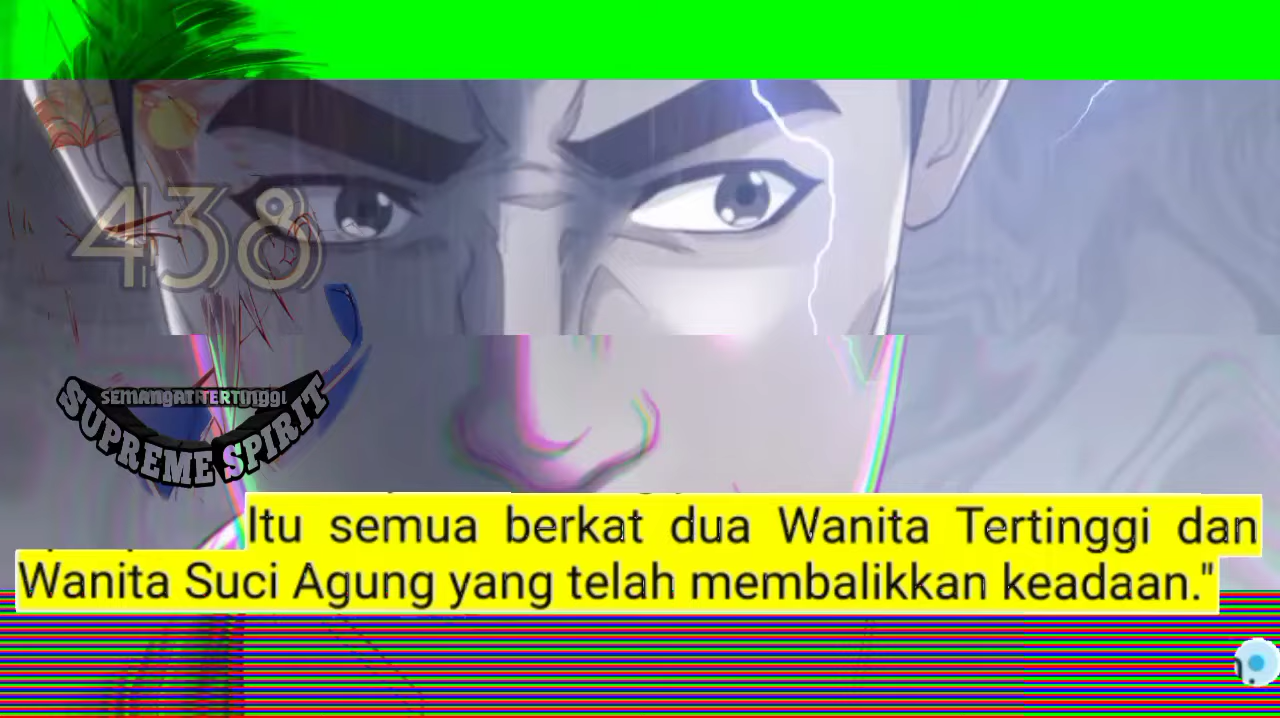 438
SEMANGAT TERTINGGI
SUPREME SPIRIT
Itu semua berkat dua Wanita Tertinggi dan
Wanita Suci Agung yang telah membalikkan keadaan."